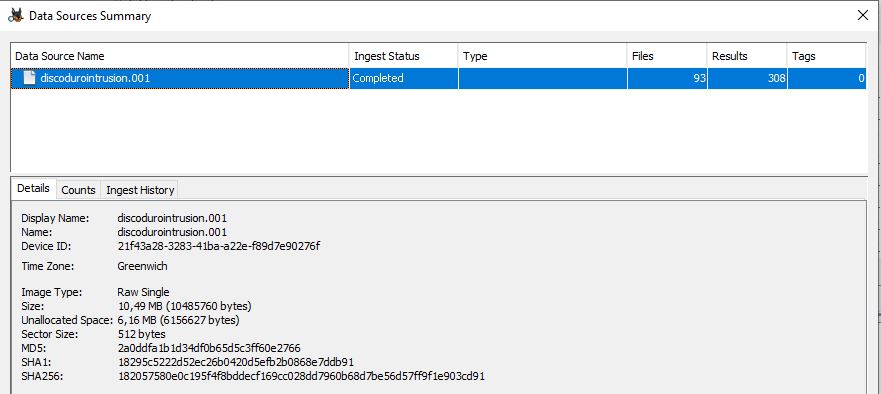 Data Sources Summary
Data Source Name Ingest Status Type Files Results Tags
discodurointrusion.001 Completed 93 308 0
Details Counts Ingest History
Display Name: discodurointrusion.001
Name: discodurointrusion.001
Device ID: 21f43a28-3283-41ba-a22e-f89d7e90276f
Time Zone: Greenwich
Image Type: Raw Single
Size: 10,49 MB (10485760 bytes)
Unallocated Space: 6,16 MB (6156627 bytes)
Sector Size: 512 bytes
MD5: 2a0ddfa1b1d34df0b65d5c3ff60e2766
SHA1: 18295c5222d52ec26b0420d5efb2b0868e7ddb91
SHA256: 182057580e0c195f4f8bddecf169cc028dd7960b68d7be56d57ff9f1e903cd91